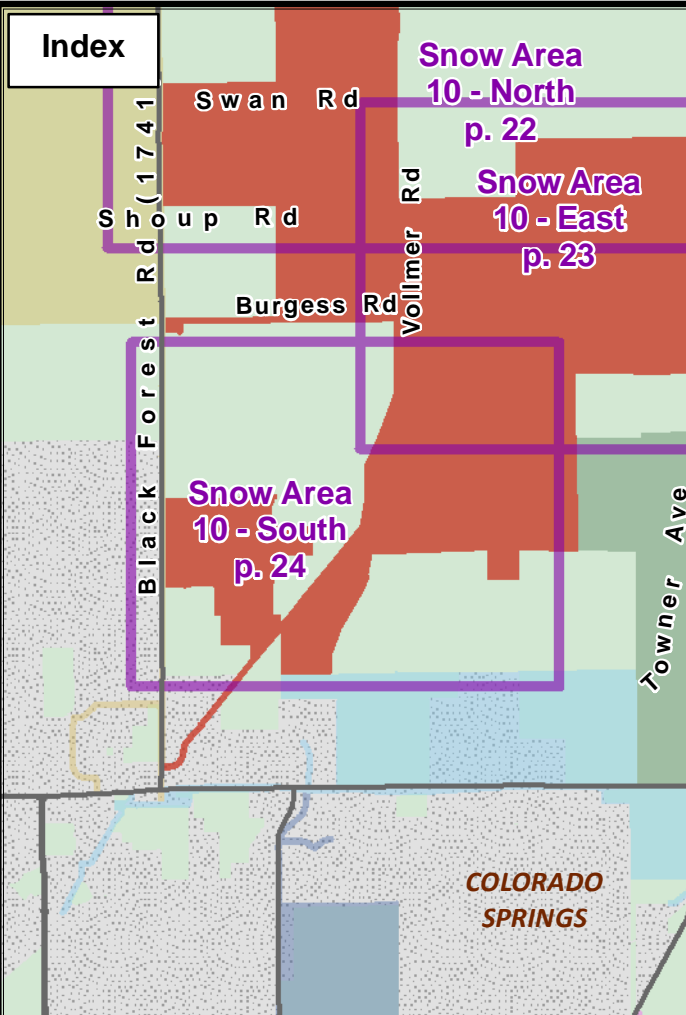 Index
Snow Area
10 - North
p. 22
Swan Rd
Snow Area
10 - East
p. 23
Shoup Rd
Vollmer Rd
Burgess Rd
Black Forest Rd (1741
Snow Area
10 - South
p. 24
Towner Ave
COLORADO
SPRINGS